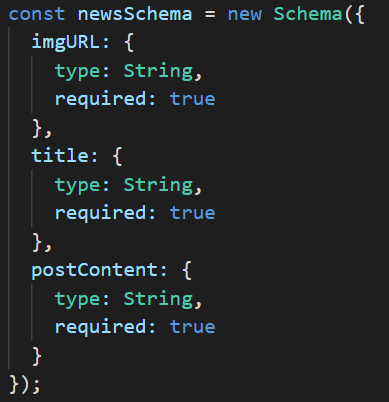 const newsSchema = new Schema({
  imgURL: {
    type: String,
    required: true
  },
  title: {
    type: String,
    required: true
  },
  postContent: {
    type: String,
    required: true
  }
});